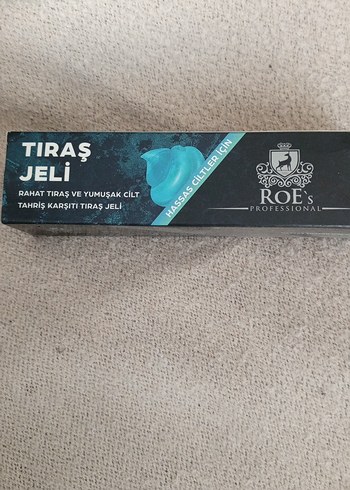 TIRAŞ
JELİ
RAHAT TIRAŞ VE YUMUŞAK CİLT
TAHRİŞ KARŞITI TIRAŞ JELİ
HASSAS CİLTLER İÇİN
ROE`s
PROFESSIONAL